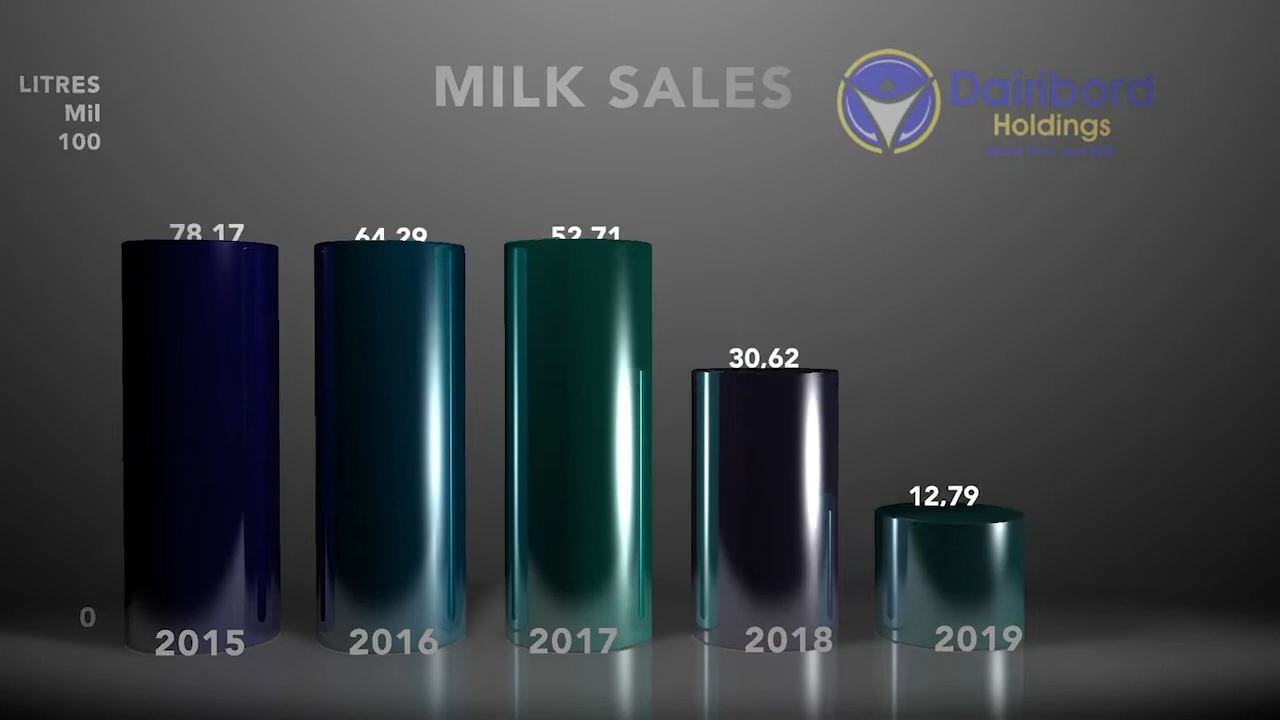 MILK SALES
Dairibord
Holdings
LITRES
Mil
100
78,17
64,29
52,71
30,62
12,79
0
2015
2016
2017
2018
2019